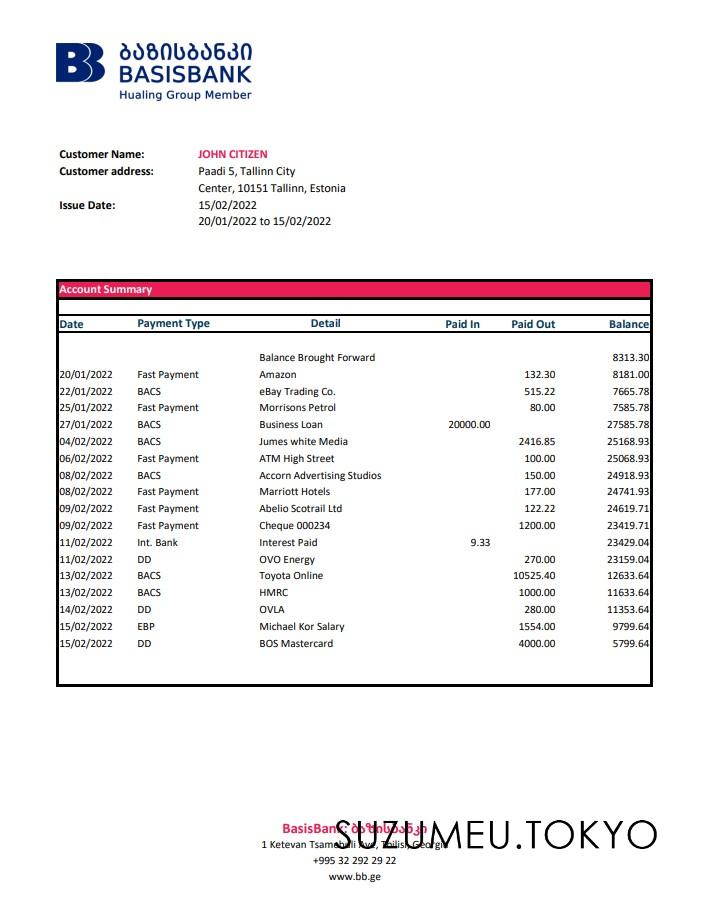 ბაზისბანკი
BASISBANK
Hualing Group Member
Customer Name: JOHN CITIZEN
Customer address: Paadi 5, Tallinn City
Center, 10151 Tallinn, Estonia
Issue Date: 15/02/2022
20/01/2022 to 15/02/2022
Account Summary
Date Payment Type Detail Paid In Paid Out Balance
Balance Brought Forward 8313.30
20/01/2022 Fast Payment Amazon 132.30 8181.00
22/01/2022 BACS eBay Trading Co. 515.22 7665.78
25/01/2022 Fast Payment Morrisons Petrol 80.00 7585.78
27/01/2022 BACS Business Loan 20000.00 27585.78
04/02/2022 BACS Jumes white Media 2416.85 25168.93
06/02/2022 Fast Payment ATM High Street 100.00 25068.93
08/02/2022 BACS Accorn Advertising Studios 150.00 24918.93
08/02/2022 Fast Payment Marriott Hotels 177.00 24741.93
09/02/2022 Fast Payment Abelio Scotrail Ltd 122.22 24619.71
09/02/2022 Fast Payment Cheque 000234 1200.00 23419.71
11/02/2022 Int. Bank Interest Paid 9.33 23429.04
11/02/2022 DD OVO Energy 270.00 23159.04
13/02/2022 BACS Toyota Online 10525.40 12633.64
13/02/2022 BACS HMRC 1000.00 11633.64
14/02/2022 DD OVLA 280.00 11353.64
15/02/2022 EBP Michael Kor Salary 1554.00 9799.64
15/02/2022 DD BOS Mastercard 4000.00 5799.64
BasisBank: ბაზისბანკი
SUZUMEU.TOKYO
1 Ketevan Tsamebuli Ave, Tbilisi, Georgia
+995 32 292 29 22
www.bb.ge